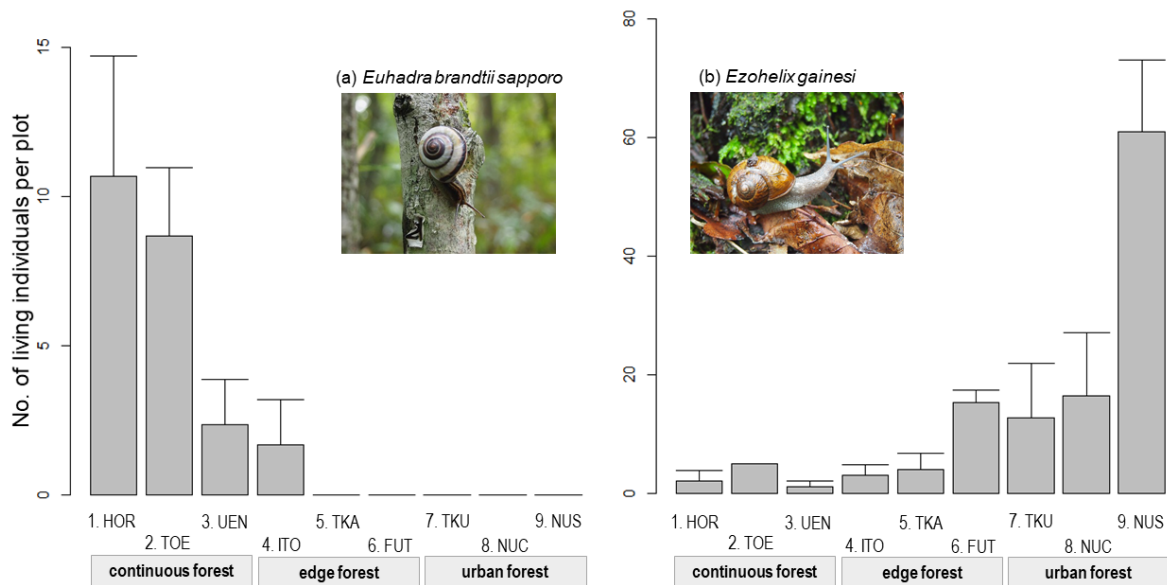 No. of living individuals per plot
15
10
5
0
(a) Euhadra brandtii sapporo
1. HOR
3. UEN
5. TKA
7. TKU
9. NUS
2. TOE
4. ITO
6. FUT
8. NUC
continuous forest
edge forest
urban forest
80
60
40
20
0
(b) Ezohelix gainesi
1. HOR
3. UEN
5. TKA
7. TKU
9. NUS
2. TOE
4. ITO
6. FUT
8. NUC
continuous forest
edge forest
urban forest